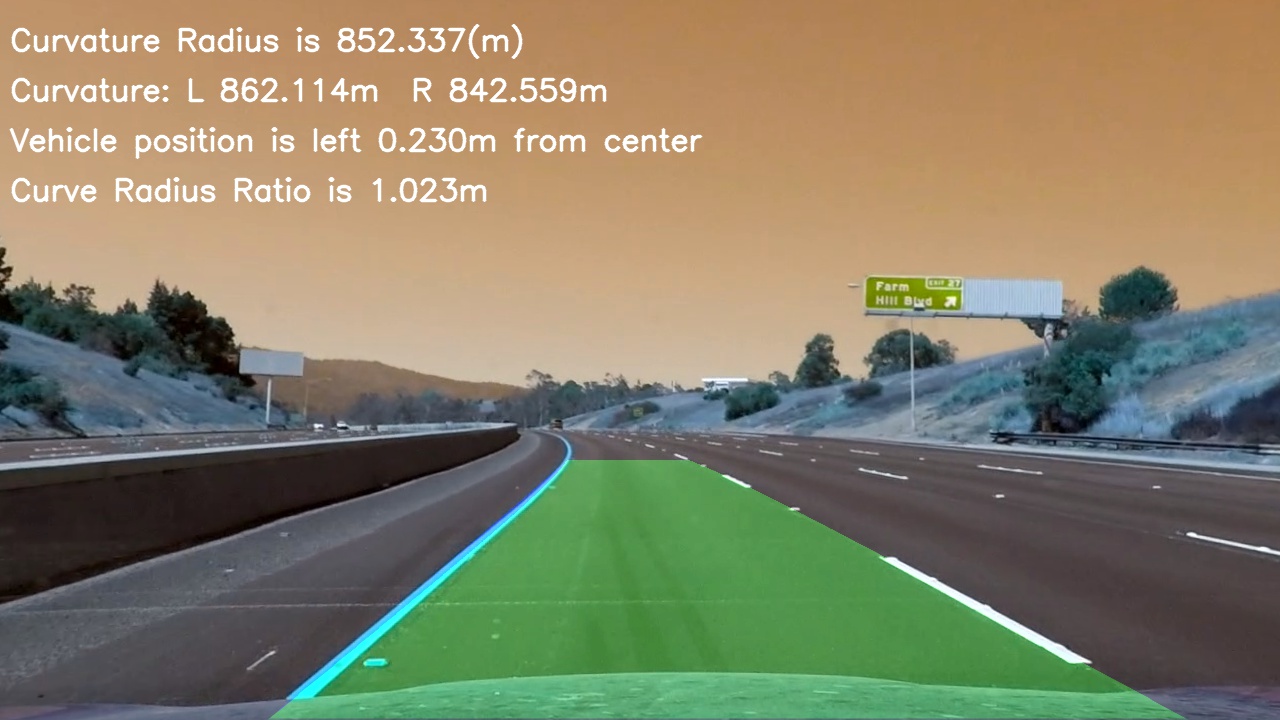 Curvature Radius is 852.337(m)
Curvature: L 862.114m R 842.559m
Vehicle position is left 0.230m from center
Curve Radius Ratio is 1.023m
EXIT 27
Farm
Hill Blvd